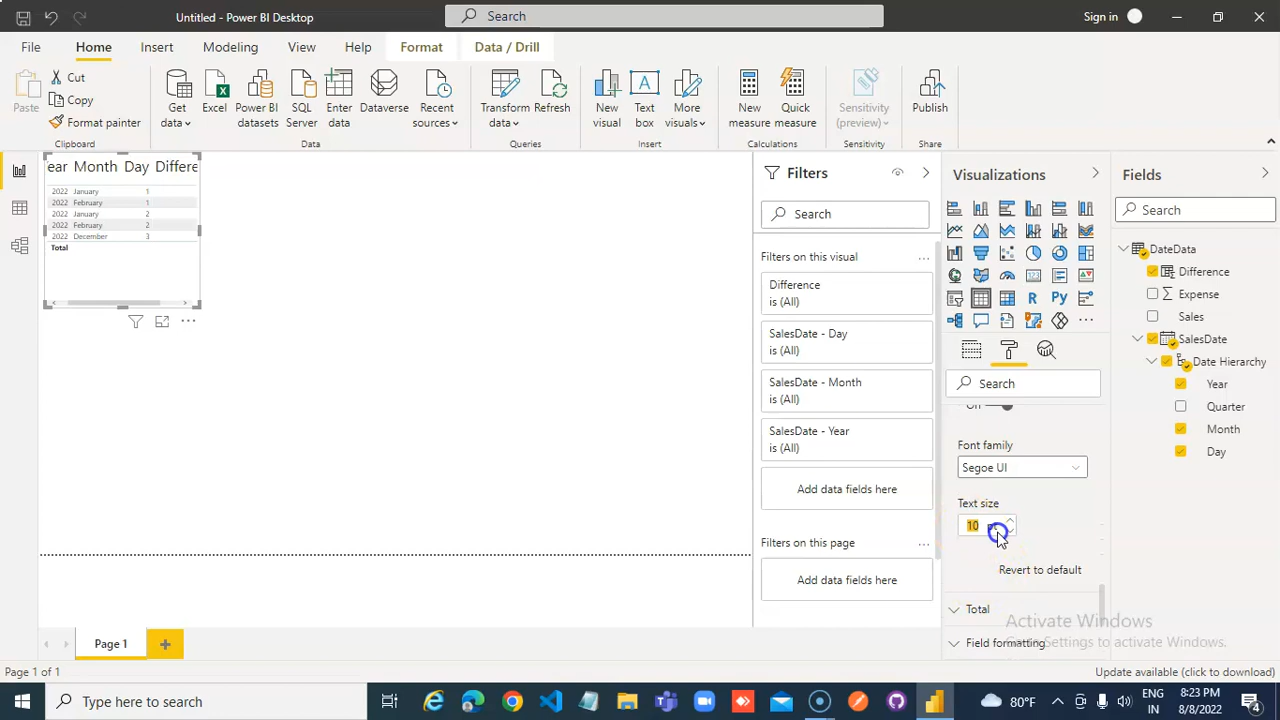 Untitled - Power BI Desktop
Search
Sign in
File
Home
Insert
Modeling
View
Help
Format
Data / Drill
Paste
Cut
Copy
Format painter
Clipboard
Get data
Excel
Power BI datasets
SQL Server
Enter data
Dataverse
Recent sources
Data
Transform data
Refresh
Queries
New visual
Text box
More visuals
Insert
New measure
Quick measure
Calculations
Sensitivity (preview)
Sensitivity
Publish
Share
ear Month Day Differe
2022 January 1
2022 February 1
2022 January 2
2022 February 2
2022 December 3
Total
Filters
Search
Filters on this visual
Difference
is (All)
SalesDate - Day
is (All)
SalesDate - Month
is (All)
SalesDate - Year
is (All)
Add data fields here
Filters on this page
Add data fields here
Visualizations
Search
Font family
Segoe UI
Text size
10
Revert to default
Total
Field formatting
Fields
Search
DateData
Difference
Expense
Sales
SalesDate
Date Hierarchy
Year
Quarter
Month
Day
Activate Windows
Go to Settings to activate Windows.
Page 1
Page 1 of 1
Update available (click to download)
Type here to search
80°F
ENG
IN
8:23 PM
8/8/2022
4